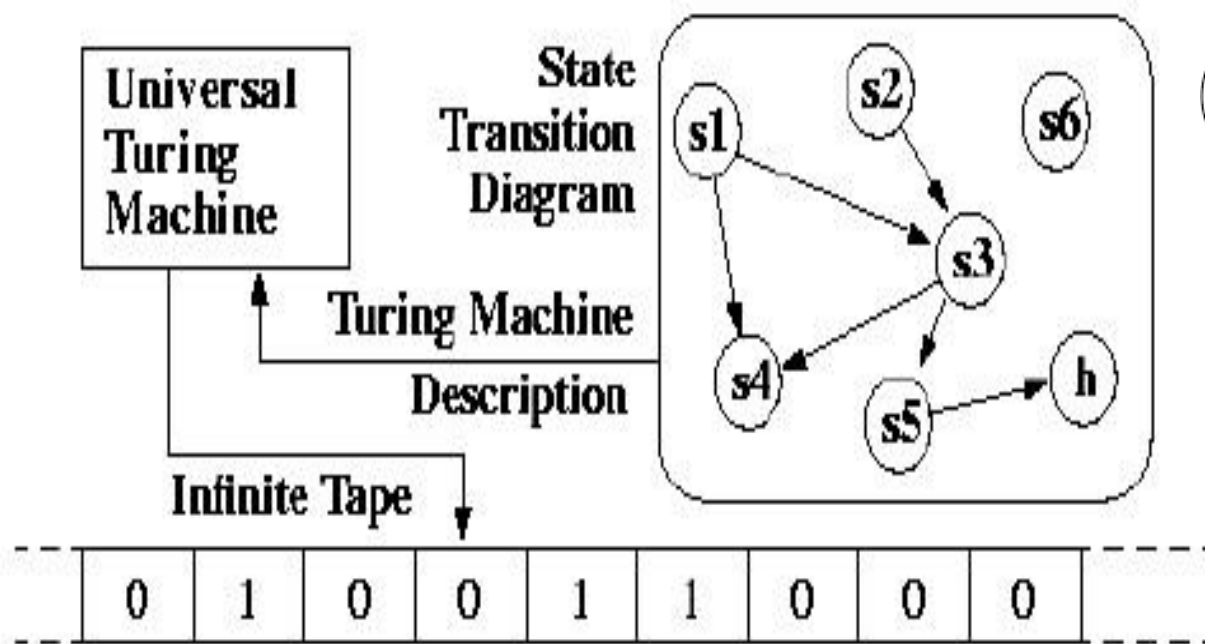 Universal
Turing
Machine
State
Transition
Diagram
s1
s2
s6
s3
s4
s5
h
Turing Machine
Description
Infinite Tape
0 1 0 0 1 1 0 0 0